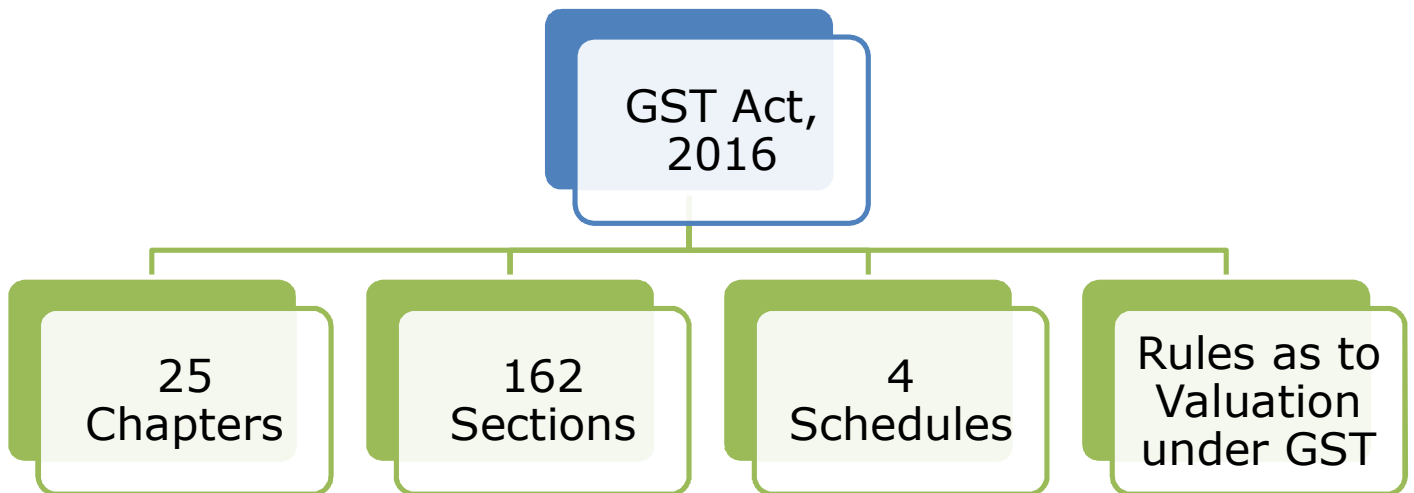 GST Act,
2016
25
Chapters
162
Sections
4
Schedules
Rules as to
Valuation
under GST